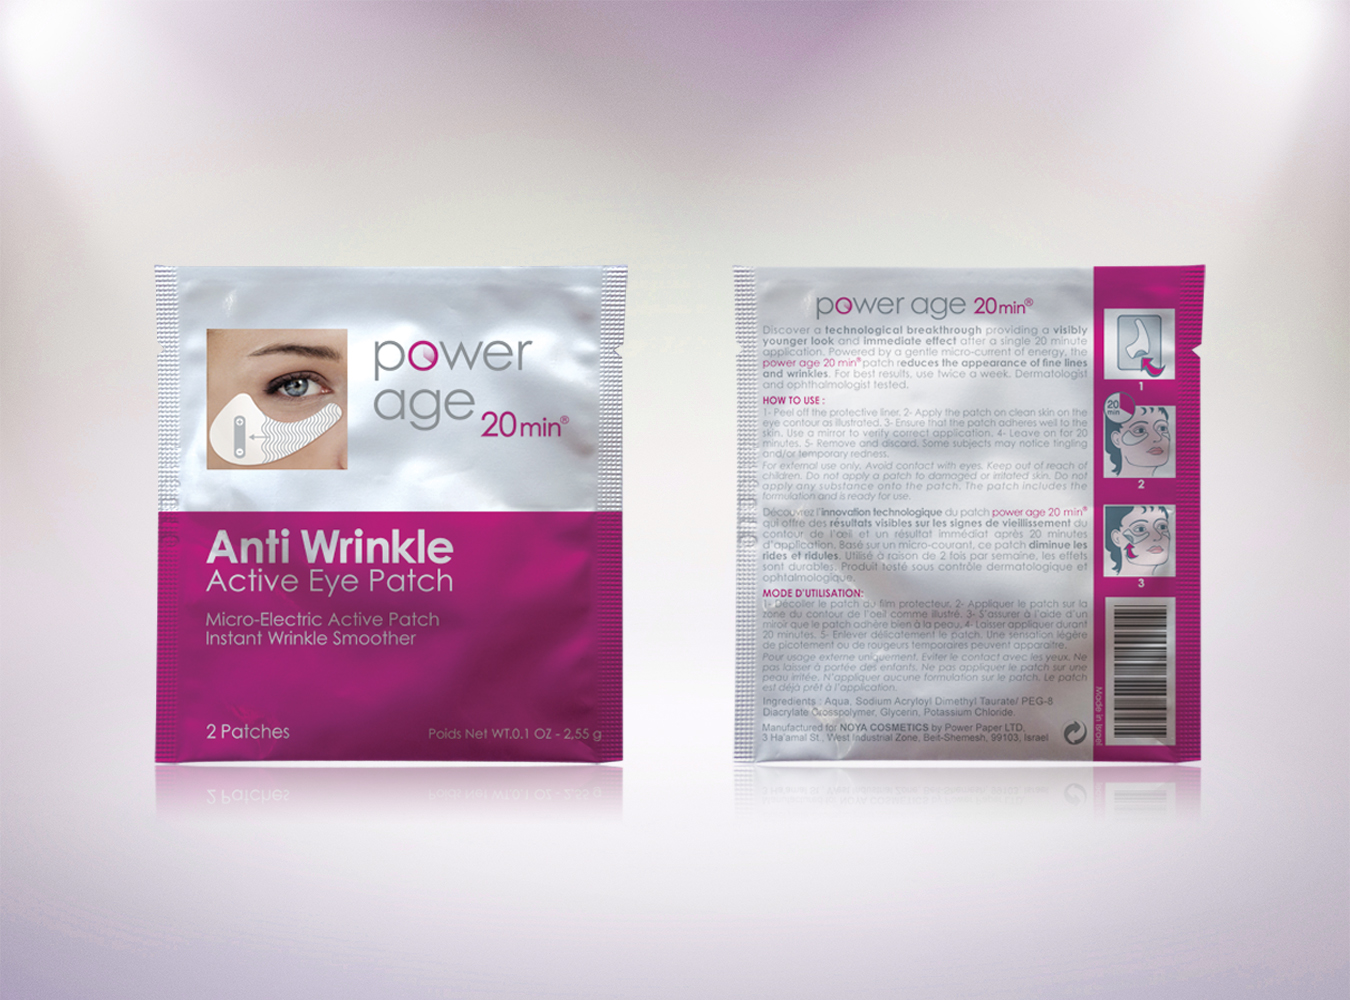 power
age 20min®
Anti Wrinkle
Active Eye Patch
Micro-Electric Active Patch
Instant Wrinkle Smoother
2 Patches
Poids Net WT.0.1 OZ - 2,55 g
power age 20min®
Discover a technological breakthrough providing a visibly
younger look and immediate effect after a single 20 minute
application. Powered by a gentle micro-current of energy, the
power age 20 min® patch reduces the appearance of fine lines
and wrinkles. For best results, use twice a week. Dermatologist
and ophthalmologist tested.
HOW TO USE :
1- Peel off the protective liner. 2- Apply the patch on clean skin on the
eye contour as illustrated. 3- Ensure that the patch adheres well to the
skin. Use a mirror to verify correct application. 4- Leave on for 20
minutes. 5- Remove and discard. Some subjects may notice tingling
and/or temporary redness.
For external use only. Avoid contact with eyes. Keep out of reach of
children. Do not apply a patch to damaged or irritated skin. Do not
apply any substance onto the patch. The patch includes the
formulation and is ready for use.
Découvrez l'innovation technologique du patch power age 20 min®
qui offre des résultats visibles sur les signes de vieillissement du
contour de l'œil et un résultat immédiat après 20 minutes
d'application. Basé sur un micro-courant, ce patch diminue les
rides et ridules. Utilisé à raison de 2 fois par semaine, les effets
sont durables. Produit testé sous contrôle dermatologique et
ophtalmologique.
MODE D'UTILISATION:
1- Décoller le patch du film protecteur. 2- Appliquer le patch sur la
zone du contour de l'oeil comme illustré. 3- S'assurer à l'aide d'un
miroir que le patch adhère bien à la peau. 4- Laisser appliquer durant
20 minutes. 5- Enlever délicatement le patch. Une sensation légère
de picotement ou de rougeurs temporaires peuvent apparaitre.
Pour usage externe uniquement. Eviter le contact avec les yeux. Ne
pas laisser à portée des enfants. Ne pas appliquer le patch sur une
peau irritée. N'appliquer aucune formulation sur le patch. Le patch
est déjà prêt à l'application.
Ingredients : Aqua, Sodium Acryloyl Dimethyl Taurate/ PEG-8
Diacrylate Crosspolymer, Glycerin, Potassium Chloride.
Manufactured for NOYA COSMETICS by Power Paper LTD.
3 Ha'amal St., West Industrial Zone, Beit-Shemesh, 99103, Israel
1
20
min
2
3
Made in Israel